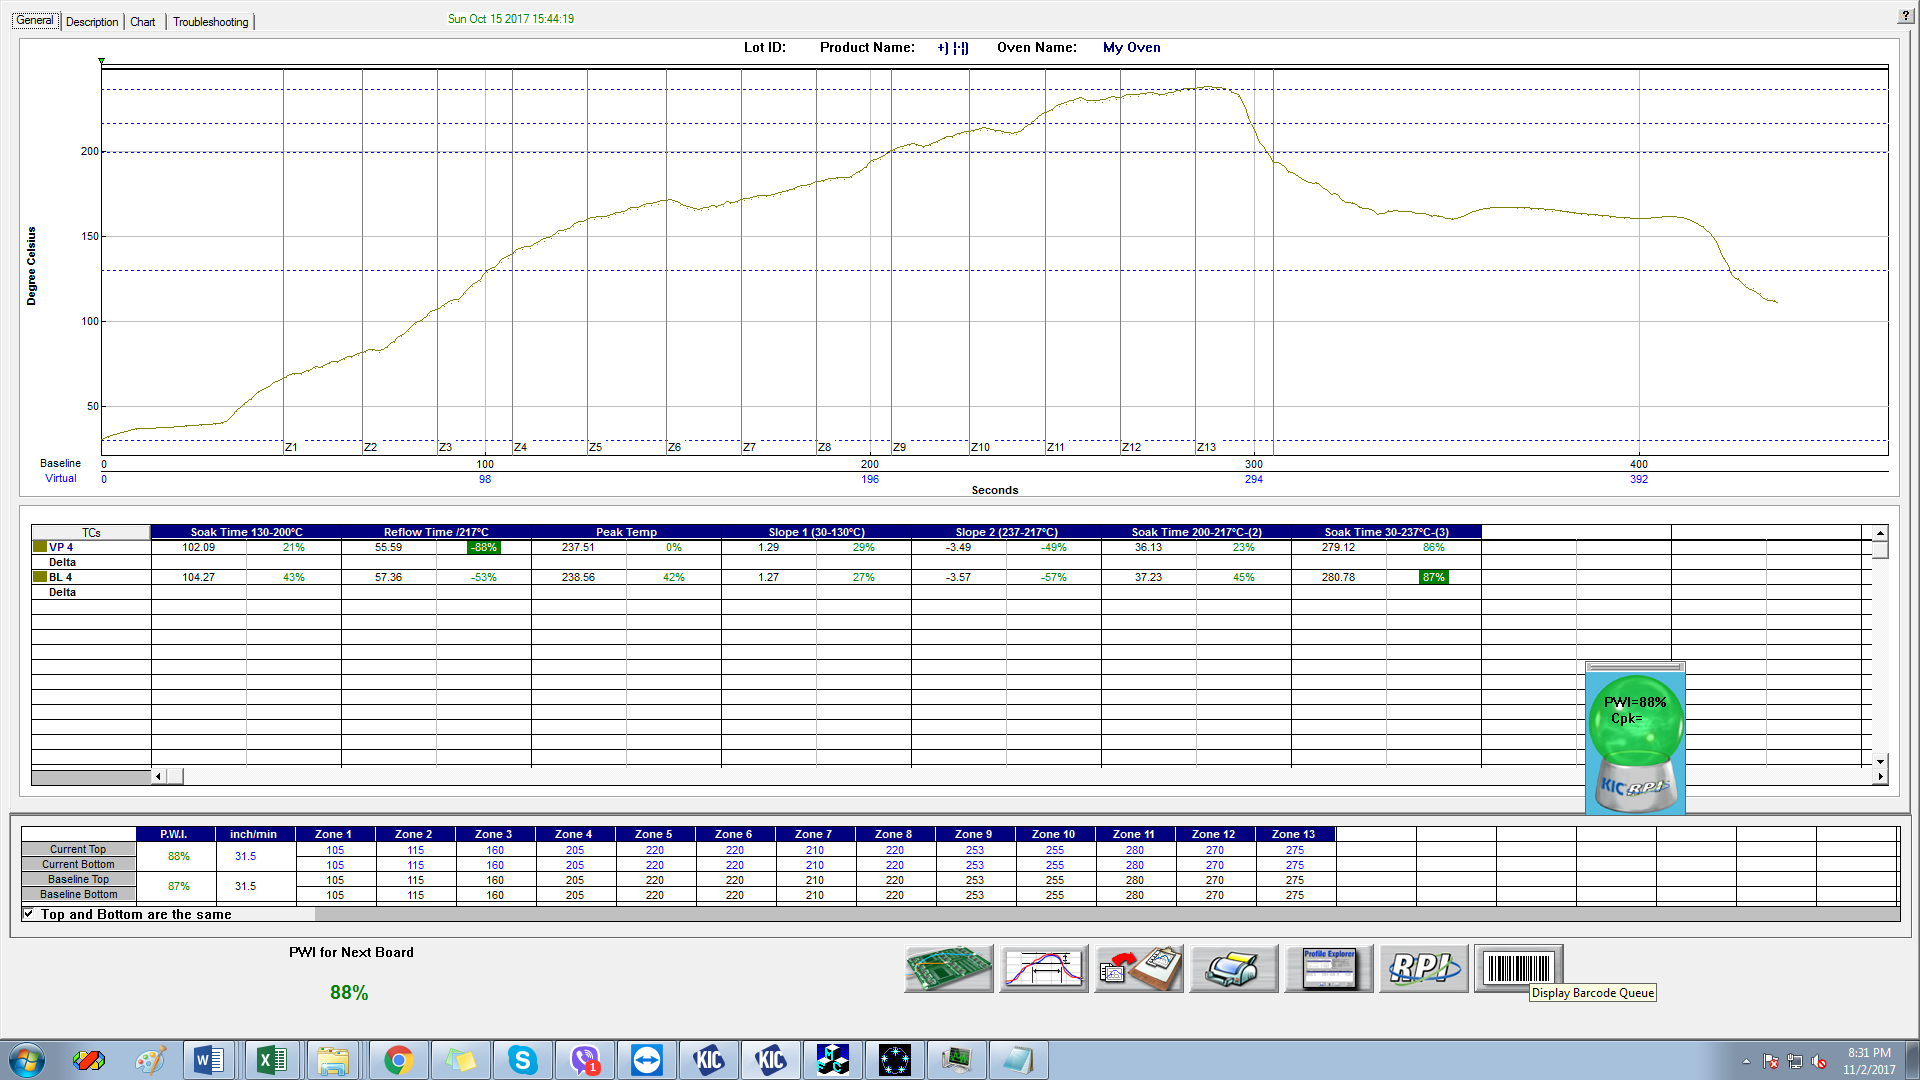 General Description Chart Troubleshooting
Sun Oct 15 2017 15:44:19
?
Lot ID: Product Name: +) ¦·¦) Oven Name: My Oven
Degree Celsius
200
150
100
50
Z1 Z2 Z3 Z4 Z5 Z6 Z7 Z8 Z9 Z10 Z11 Z12 Z13
Baseline 0 100 200 300 400
Virtual 0 98 196 294 392
Seconds
TCs Soak Time 130-200ºC Reflow Time /217ºC Peak Temp Slope 1 (30-130ºC) Slope 2 (237-217ºC) Soak Time 200-217ºC-(2) Soak Time 30-237ºC-(3)
VP 4 102.09 21% 55.59 -88% 237.51 0% 1.29 29% -3.49 -49% 36.13 23% 279.12 86%
Delta
BL 4 104.27 43% 57.36 -53% 238.56 42% 1.27 27% -3.57 -57% 37.23 45% 280.78 87%
Delta
PWI=88%
Cpk=
KIC RPI
P.W.I. inch/min Zone 1 Zone 2 Zone 3 Zone 4 Zone 5 Zone 6 Zone 7 Zone 8 Zone 9 Zone 10 Zone 11 Zone 12 Zone 13
Current Top 88% 31.5 105 115 160 205 220 220 210 220 253 255 280 270 275
Current Bottom 105 115 160 205 220 220 210 220 253 255 280 270 275
Baseline Top 87% 31.5 105 115 160 205 220 220 210 220 253 255 280 270 275
Baseline Bottom 105 115 160 205 220 220 210 220 253 255 280 270 275
Top and Bottom are the same
PWI for Next Board
88%
Profile Explorer
RPI
Display Barcode Queue
KIC
KIC
1
8:31 PM
11/2/2017